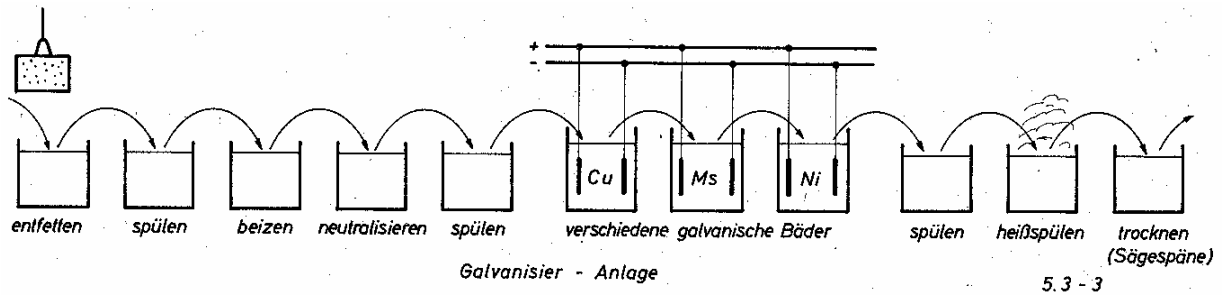 +
-
Cu
Ms
Ni
entfetten
spülen
beizen
neutralisieren
spülen
verschiedene galvanische Bäder
spülen
heißspülen
trocknen
(Sägespäne)
Galvanisier - Anlage
5.3 - 3